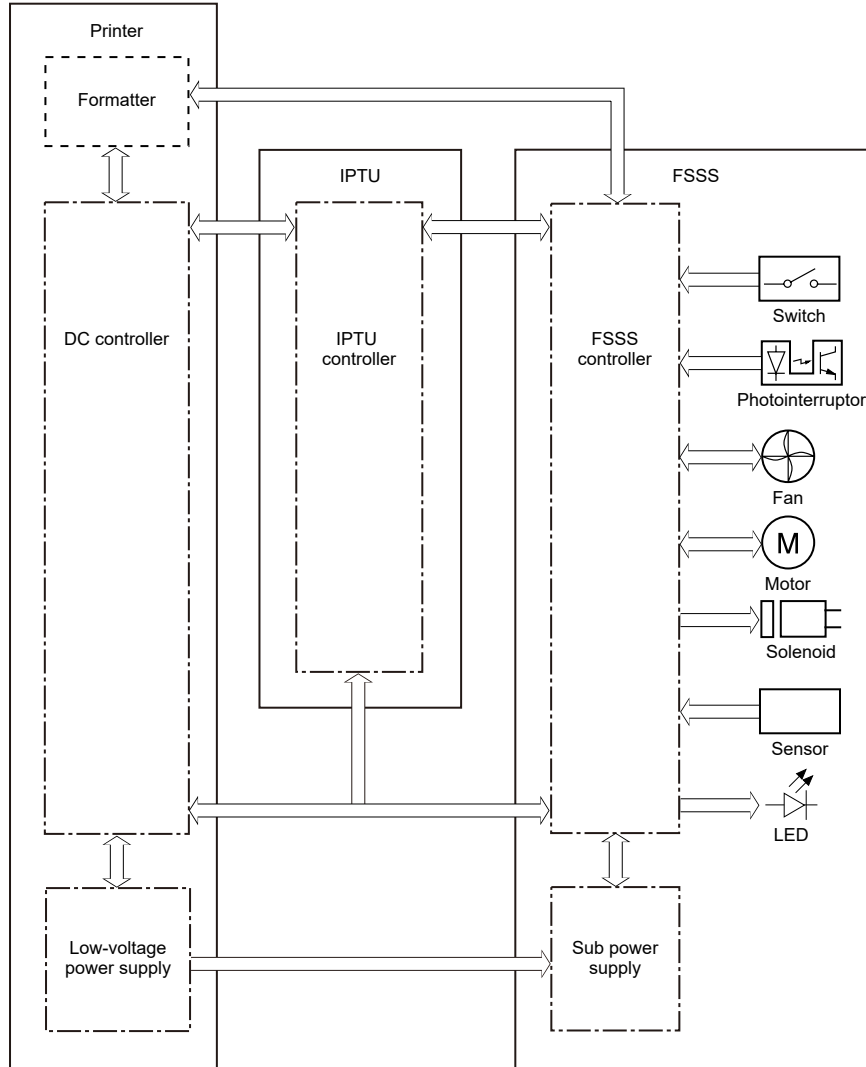 Printer
Formatter
IPTU
FSSS
DC controller
IPTU
controller
FSSS
controller
Switch
Photointerruptor
Fan
M
Motor
Solenoid
Sensor
LED
Low-voltage
power supply
Sub power
supply